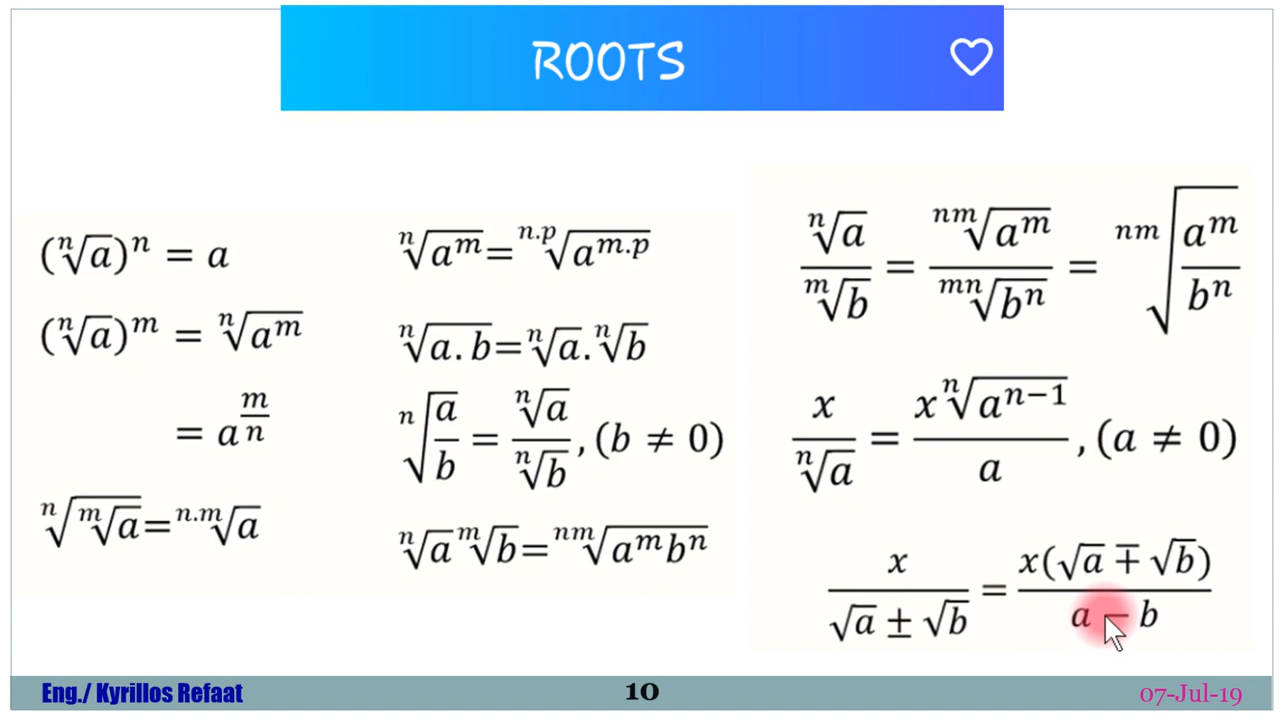 ROOTS
(ⁿ√a)ⁿ = a
(ⁿ√a)ᵐ = ⁿ√(aᵐ)
= a^(m/n)
ⁿ√(ᵐ√a) = ⁿ·ᵐ√a
ⁿ√(aᵐ) = ⁿ·ᵖ√(a^(m.p))
ⁿ√(a.b) = ⁿ√a . ⁿ√b
ⁿ√(a/b) = ⁿ√a / ⁿ√b , (b ≠ 0)
ⁿ√a ᵐ√b = ⁿᵐ√(aᵐbⁿ)
ⁿ√a / ᵐ√b = ⁿᵐ√(aᵐ) / ᵐⁿ√(bⁿ) = ⁿᵐ√(aᵐ/bⁿ)
x / ⁿ√a = x ⁿ√(aⁿ⁻¹) / a , (a ≠ 0)
x / (√a ± √b) = x(√a ∓ √b) / (a − b)
Eng./ Kyrillos Refaat
10
07-Jul-19